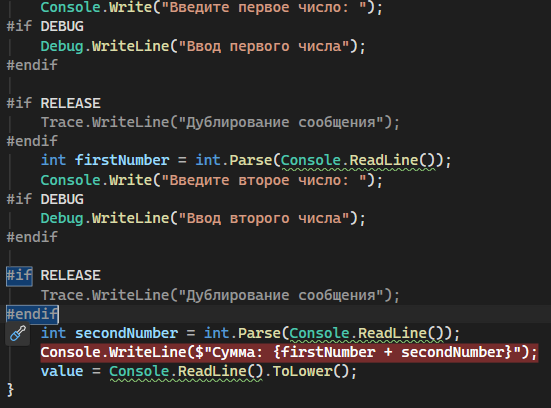 Console.Write("Введите первое число: ");
#if DEBUG
Debug.WriteLine("Ввод первого числа");
#endif
#if RELEASE
Trace.WriteLine("Дублирование сообщения");
#endif
int firstNumber = int.Parse(Console.ReadLine());
Console.Write("Введите второе число: ");
#if DEBUG
Debug.WriteLine("Ввод второго числа");
#endif
#if RELEASE
Trace.WriteLine("Дублирование сообщения");
#endif
int secondNumber = int.Parse(Console.ReadLine());
Console.WriteLine($"Сумма: {firstNumber + secondNumber}");
value = Console.ReadLine().ToLower();
}